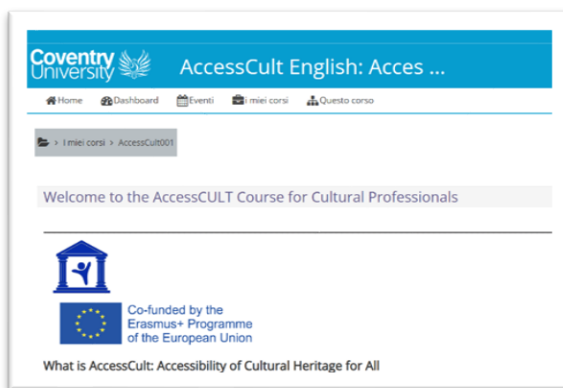 Coventry
University
AccessCult English: Acces ...
Home Dashboard Eventi I miei corsi Questo corso
> I miei corsi > AccessCult001
Welcome to the AccessCULT Course for Cultural Professionals
Co-funded by the
Erasmus+ Programme
of the European Union
What is AccessCult: Accessibility of Cultural Heritage for All